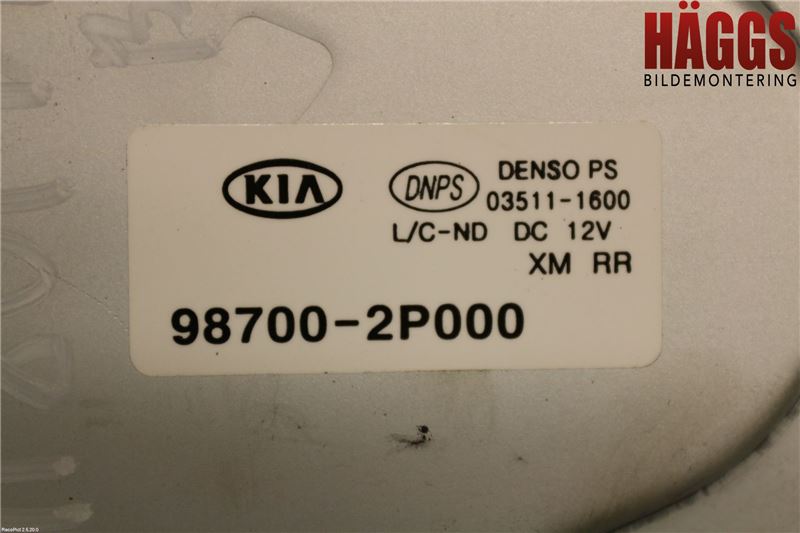 HÄGGS
BILDEMONTERING
KIA
DNPS
DENSO PS
03511-1600
L/C-ND DC 12V
XM RR
98700-2P000